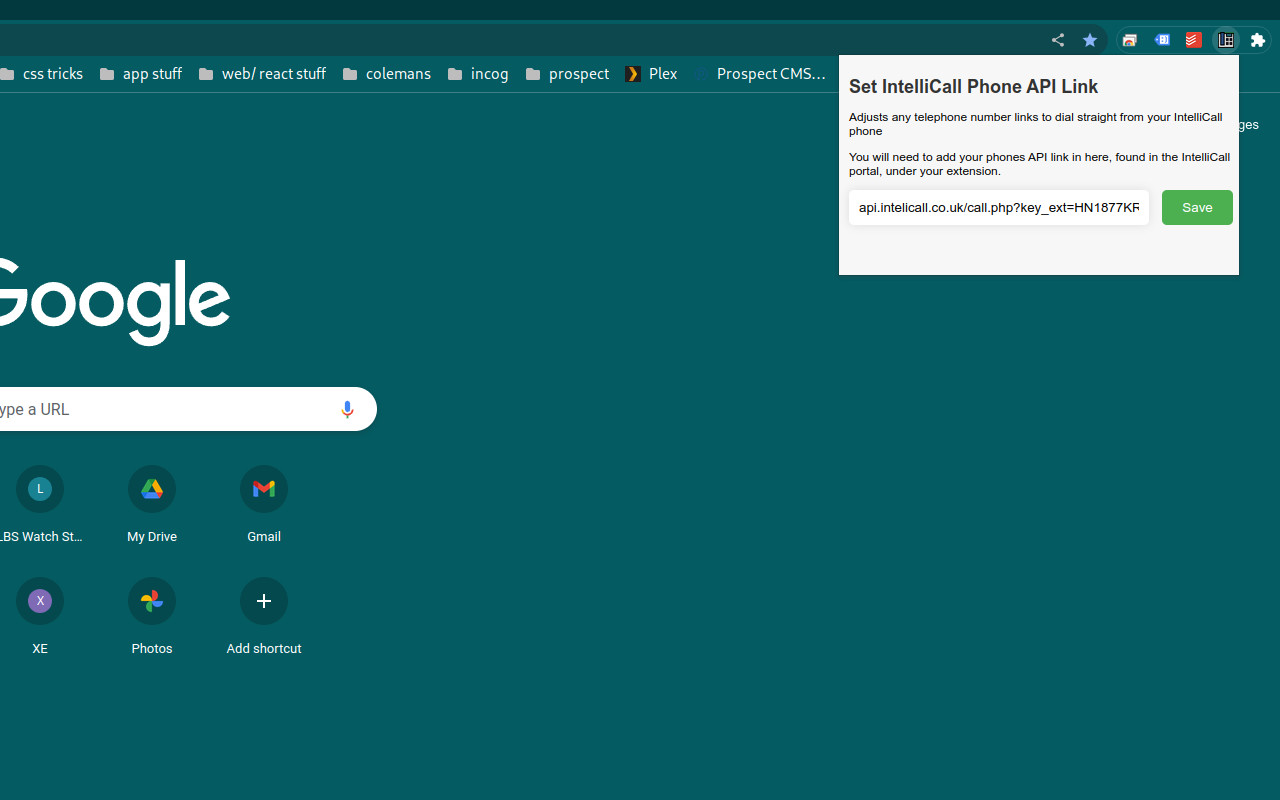 css tricks
app stuff
web/ react stuff
colemans
incog
prospect
Plex
Prospect CMS...
Set IntelliCall Phone API Link
Adjusts any telephone number links to dial straight from your IntelliCall
phone
You will need to add your phones API link in here, found in the IntelliCall
portal, under your extension.
api.intelicall.co.uk/call.php?key_ext=HN1877KR
Save
ges
Google
ype a URL
L
LBS Watch St...
My Drive
Gmail
X
XE
Photos
Add shortcut